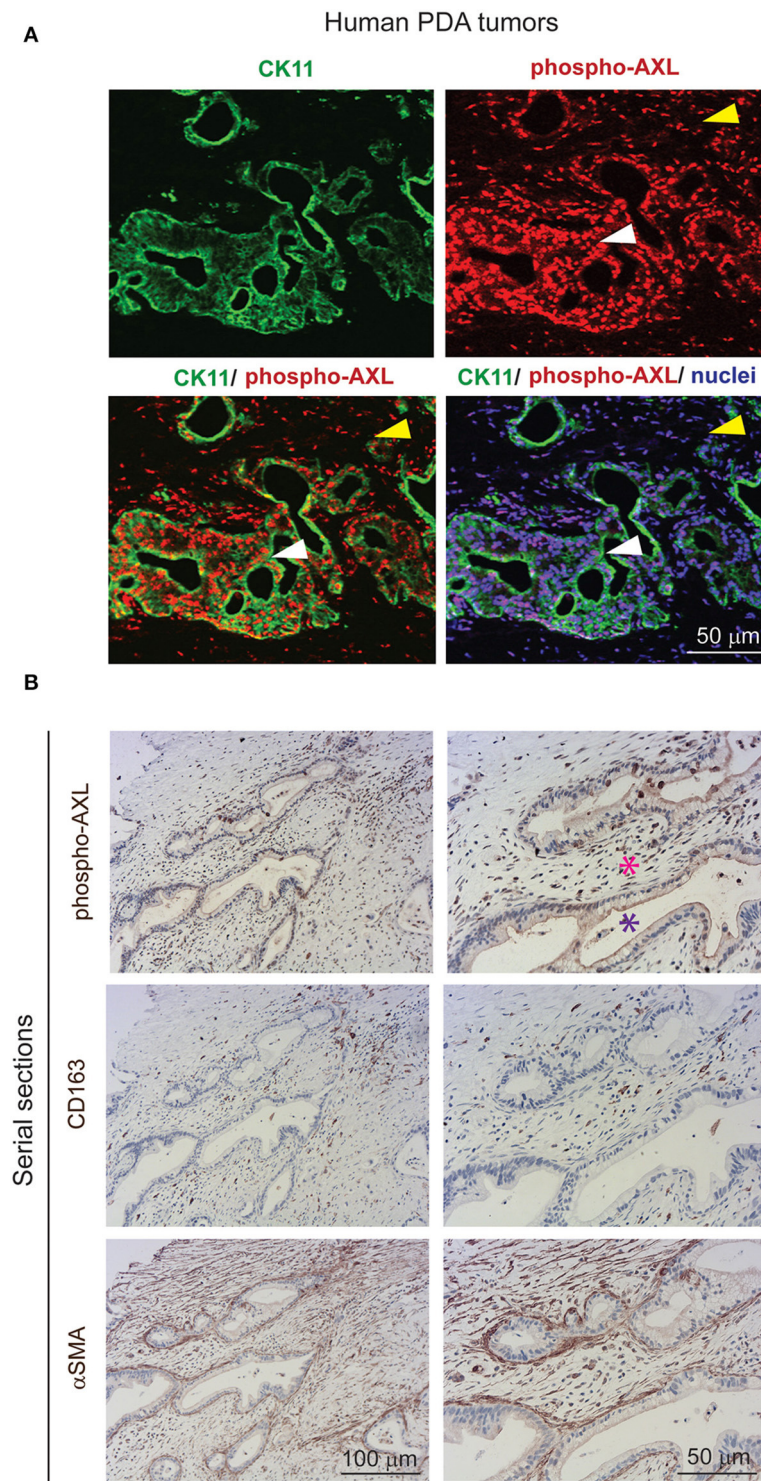 Human PDA tumors
A
CK11
phospho-AXL
CK11/ phospho-AXL
CK11/ phospho-AXL/ nuclei
50 μm
B
Serial sections
phospho-AXL
*
*
CD163
αSMA
100 μm
50 μm